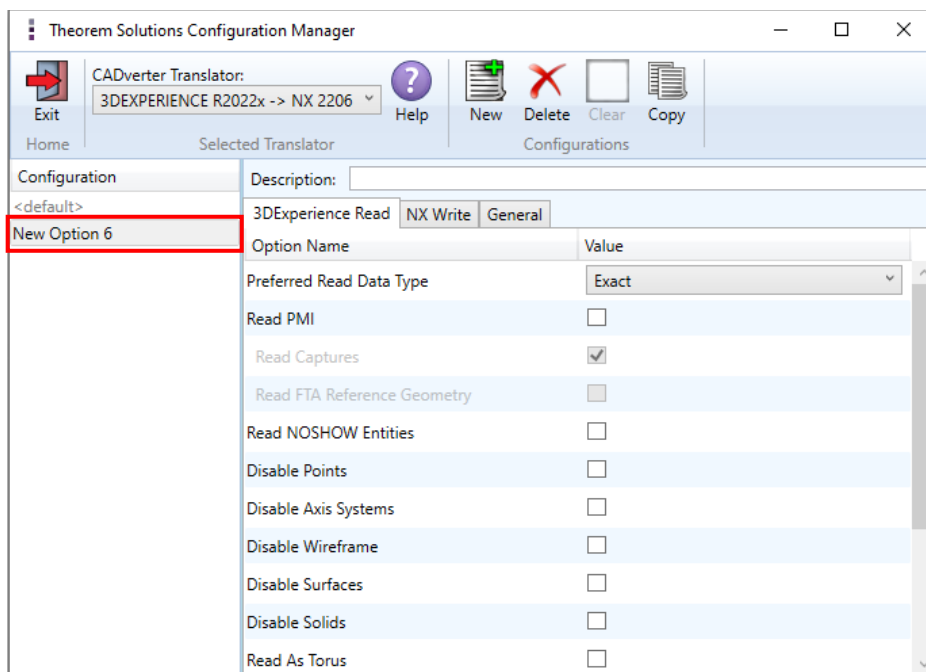 Theorem Solutions Configuration Manager
CADverter Translator:
3DEXPERIENCE R2022x -> NX 2206
Exit
Help
New
Delete
Clear
Copy
Home
Selected Translator
Configurations
Configuration
Description:
<default>
New Option 6
3DExperience Read
NX Write
General
Option Name
Value
Preferred Read Data Type
Exact
Read PMI
Read Captures
Read FTA Reference Geometry
Read NOSHOW Entities
Disable Points
Disable Axis Systems
Disable Wireframe
Disable Surfaces
Disable Solids
Read As Torus